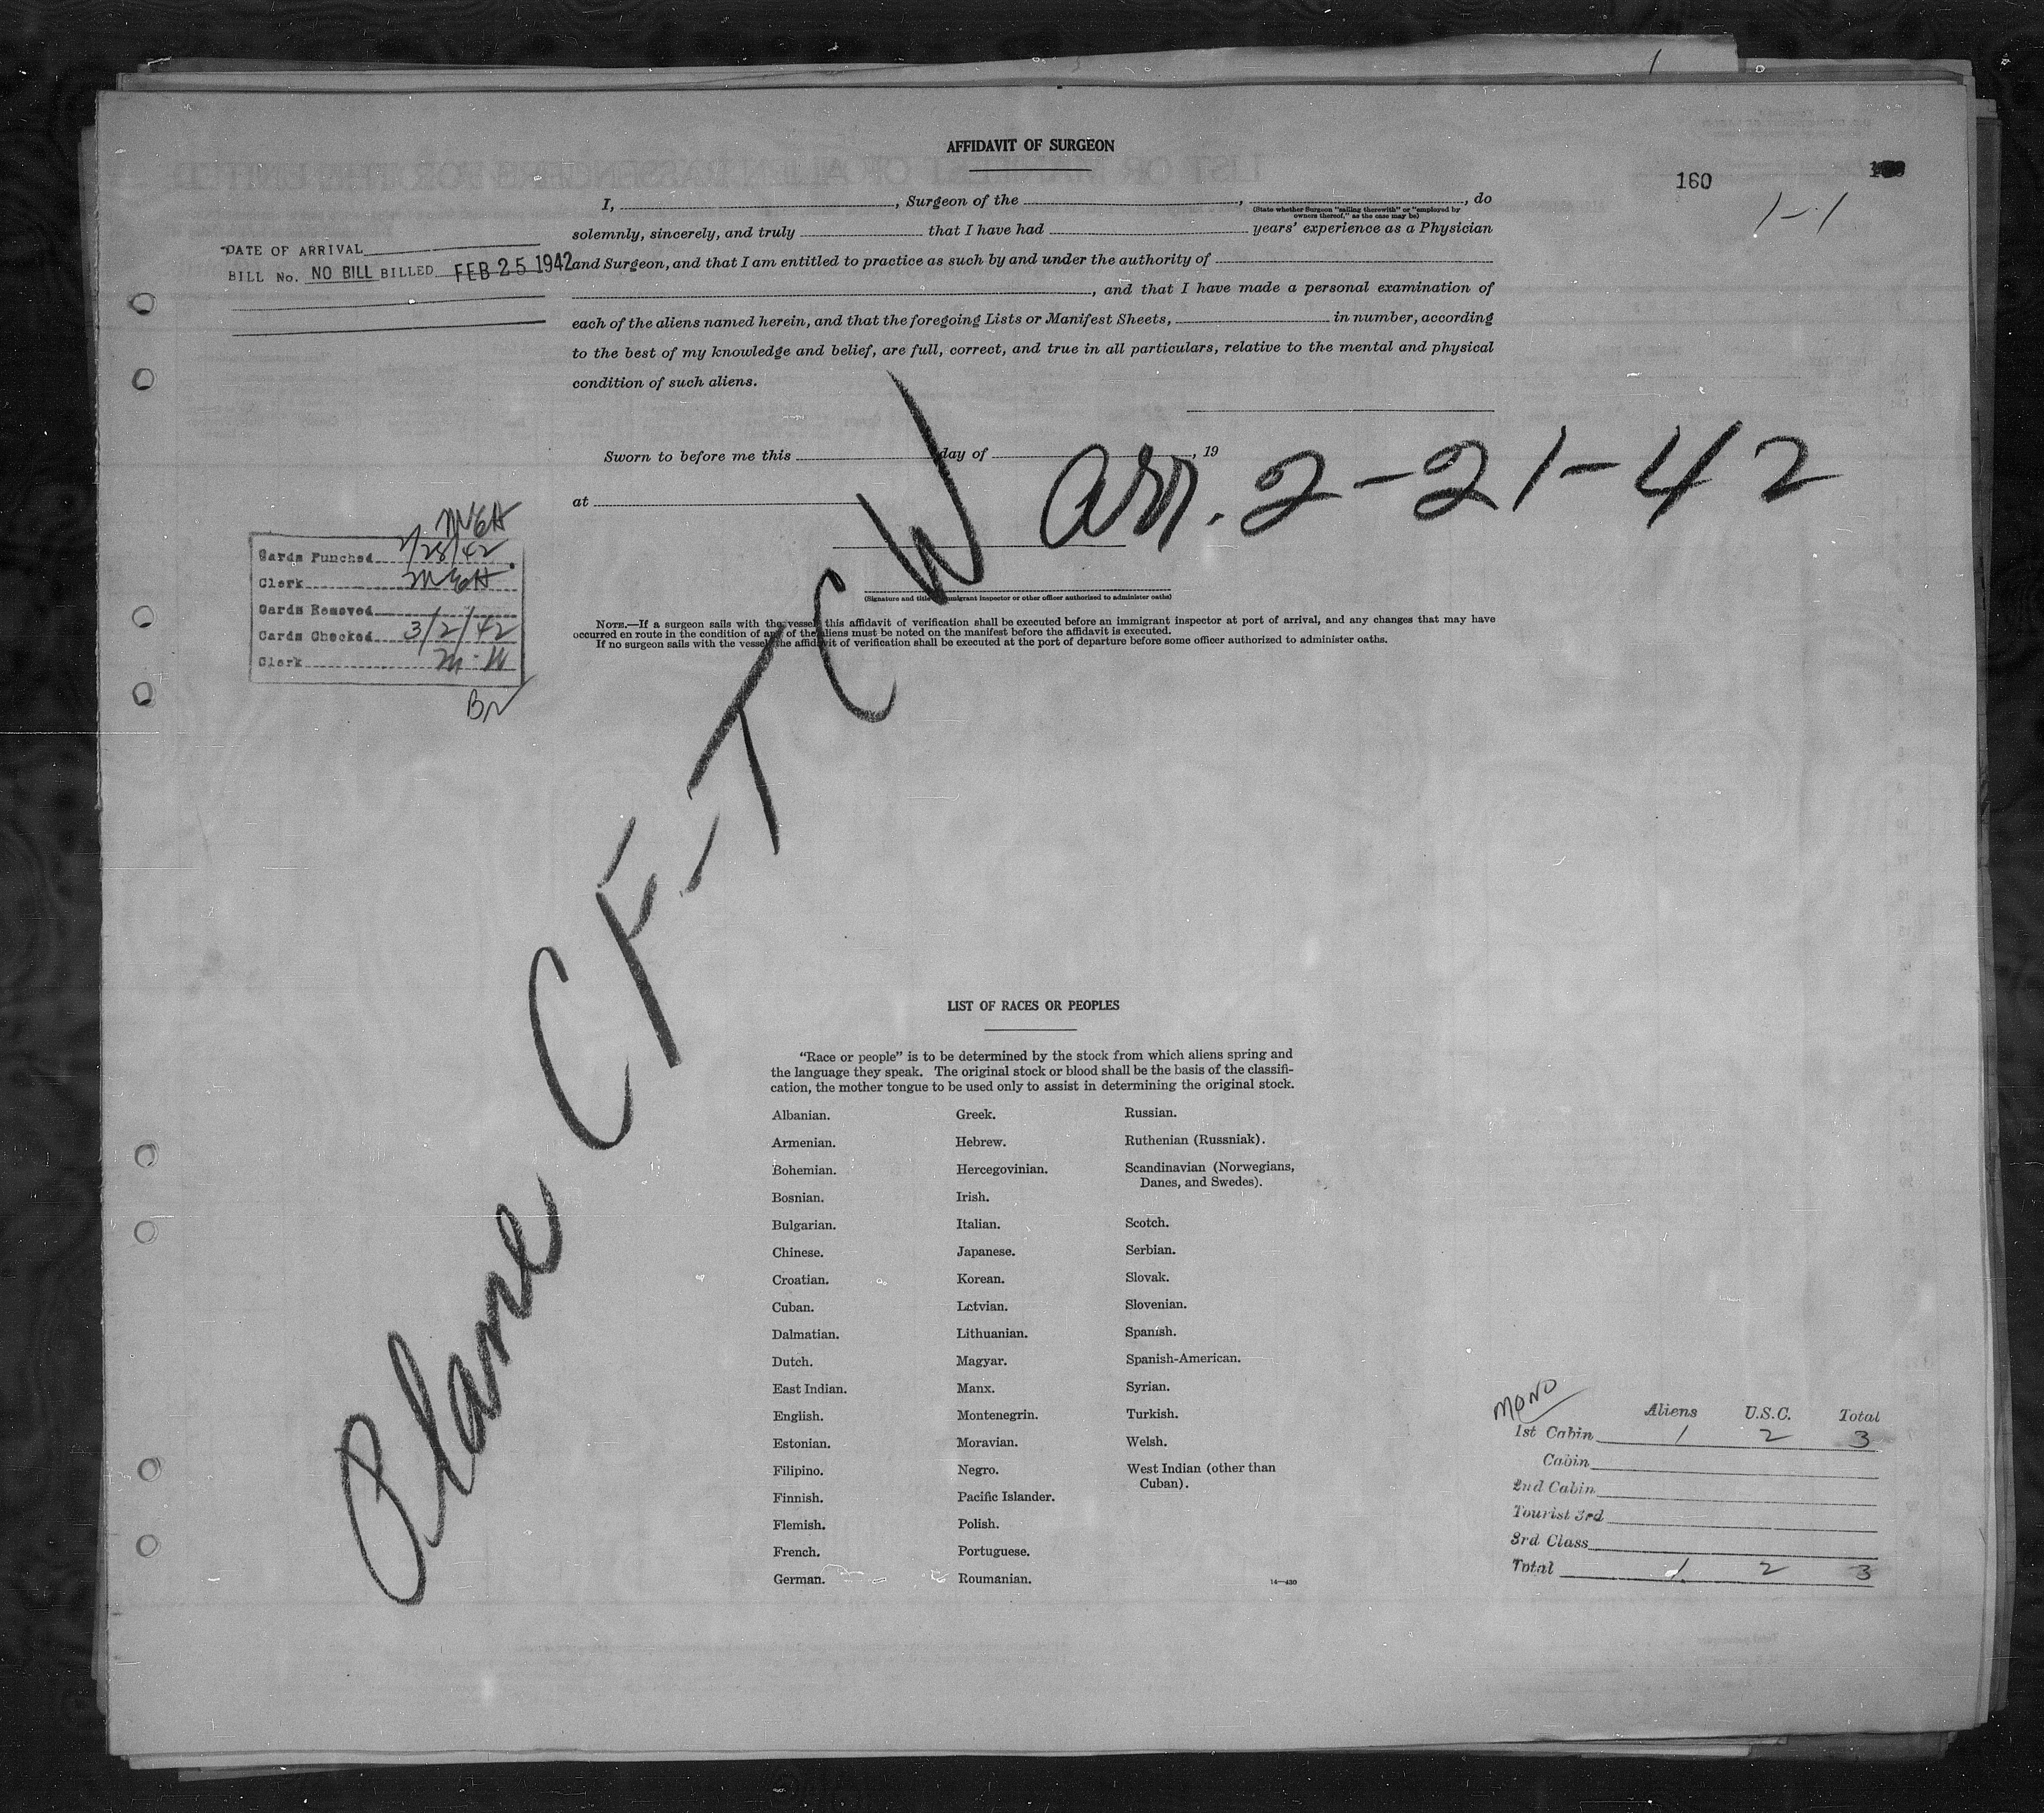 AFFIDAVIT OF SURGEON
160
1-1
I, , Surgeon of the , , do
(State whether Surgeon "sailing therewith" or "employed by
owners thereof," as the case may be)
solemnly, sincerely, and truly that I have had years' experience as a Physician
DATE OF ARRIVAL
BILL No. NO BILL BILLED FEB 25 1942
and Surgeon, and that I am entitled to practice as such by and under the authority of
, and that I have made a personal examination of
each of the aliens named herein, and that the foregoing Lists or Manifest Sheets, in number, according
to the best of my knowledge and belief, are full, correct, and true in all particulars, relative to the mental and physical
condition of such aliens.
Sworn to before me this day of , 19
at
arr. 2-21-42
Plane CF-TCW
Cards Punched 2/28/42
Clerk
Cards Removed
Cards Checked 3/2/42
Clerk M-W
(Signature and title immigrant inspector or other officer authorized to administer oaths)
NOTE.—If a surgeon sails with the vessel, this affidavit of verification shall be executed before an immigrant inspector at port of arrival, and any changes that may have
occurred en route in the condition of any of the aliens must be noted on the manifest before the affidavit is executed.
If no surgeon sails with the vessel, the affidavit of verification shall be executed at the port of departure before some officer authorized to administer oaths.
LIST OF RACES OR PEOPLES
"Race or people" is to be determined by the stock from which aliens spring and
the language they speak. The original stock or blood shall be the basis of the classifi-
cation, the mother tongue to be used only to assist in determining the original stock.
Albanian.
Armenian.
Bohemian.
Bosnian.
Bulgarian.
Chinese.
Croatian.
Cuban.
Dalmatian.
Dutch.
East Indian.
English.
Estonian.
Filipino.
Finnish.
Flemish.
French.
German.
Greek.
Hebrew.
Hercegovinian.
Irish.
Italian.
Japanese.
Korean.
Latvian.
Lithuanian.
Magyar.
Manx.
Montenegrin.
Moravian.
Negro.
Pacific Islander.
Polish.
Portuguese.
Roumanian.
Russian.
Ruthenian (Russniak).
Scandinavian (Norwegians,
Danes, and Swedes).
Scotch.
Serbian.
Slovak.
Slovenian.
Spanish.
Spanish-American.
Syrian.
Turkish.
Welsh.
West Indian (other than
Cuban).
14—430
MONO
Aliens U.S.C. Total
1st Cabin 1 2 3
Cabin
2nd Cabin
Tourist 3rd
3rd Class
Total 1 2 3